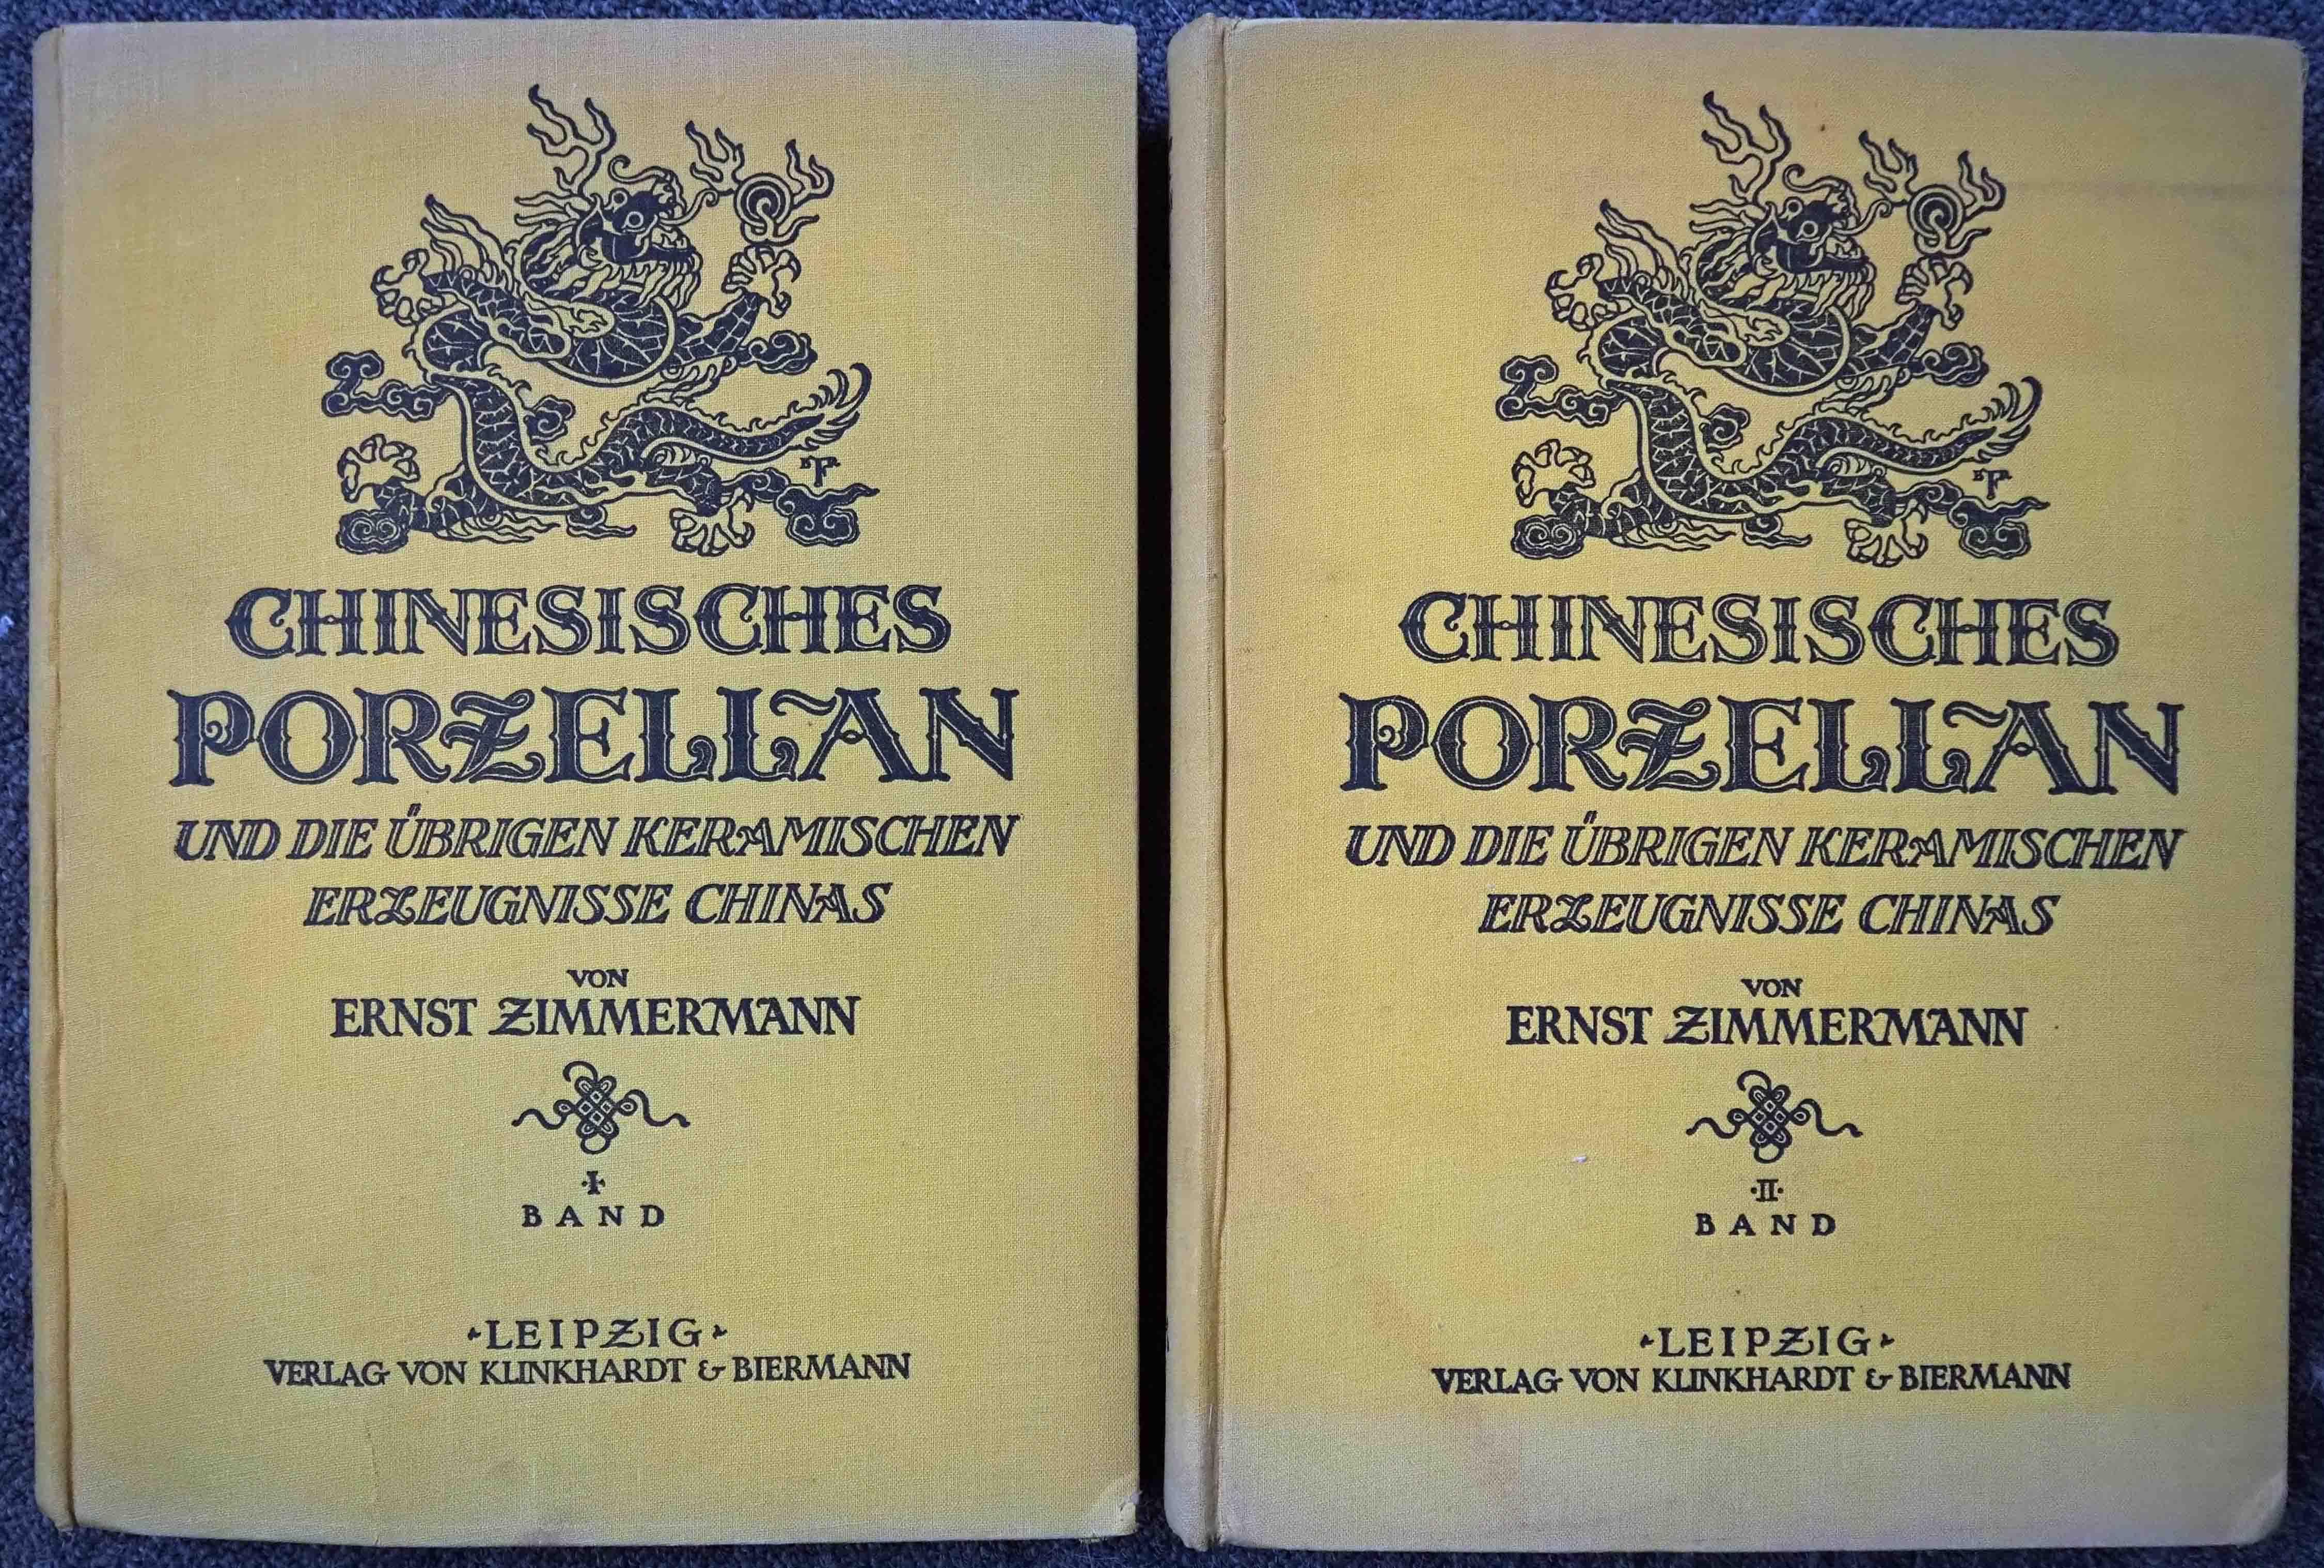 CHINESISCHES
PORZELLAN
UND DIE ÜBRIGEN KERAMISCHEN
ERZEUGNISSE CHINAS
VON
ERNST ZIMMERMANN
·I·
BAND
LEIPZIG
VERLAG VON KLINKHARDT & BIERMANN
CHINESISCHES
PORZELLAN
UND DIE ÜBRIGEN KERAMISCHEN
ERZEUGNISSE CHINAS
VON
ERNST ZIMMERMANN
·II·
BAND
LEIPZIG
VERLAG VON KLINKHARDT & BIERMANN